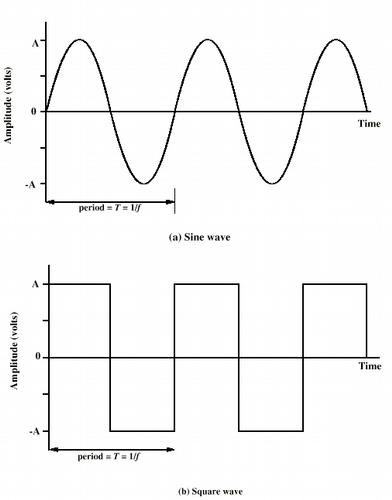 A
Amplitude (volts)
0
Time
-A
period = T = 1/f
(a) Sine wave
A
Amplitude (volts)
0
Time
-A
period = T = 1/f
(b) Square wave